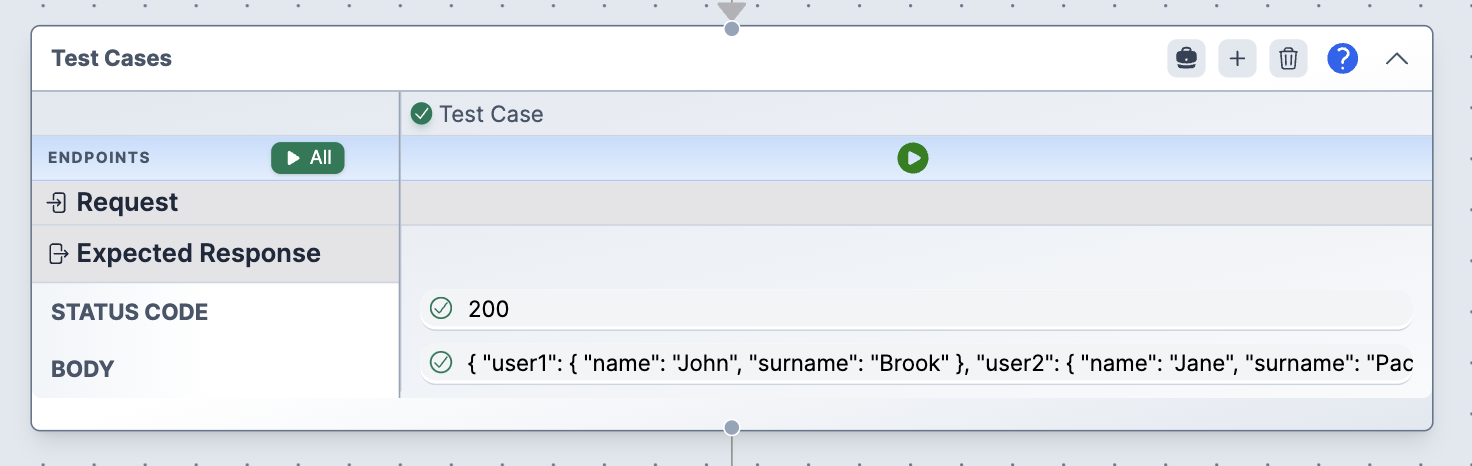 Test Cases
?
Test Case
ENDPOINTS
All
Request
Expected Response
STATUS CODE
200
BODY
{ "user1": { "name": "John", "surname": "Brook" }, "user2": { "name": "Jane", "surname": "Pac